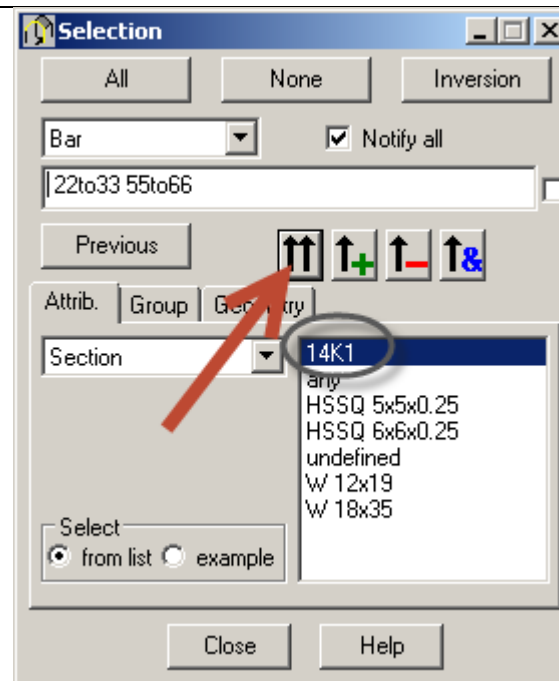 Selection
All None Inversion
Bar Notify all
22to33 55to66
Previous
&
Attrib. Group Geometry
Section
14K1
any
HSSQ 5x5x0.25
HSSQ 6x6x0.25
undefined
W 12x19
W 18x35
Select
from list example
Close Help